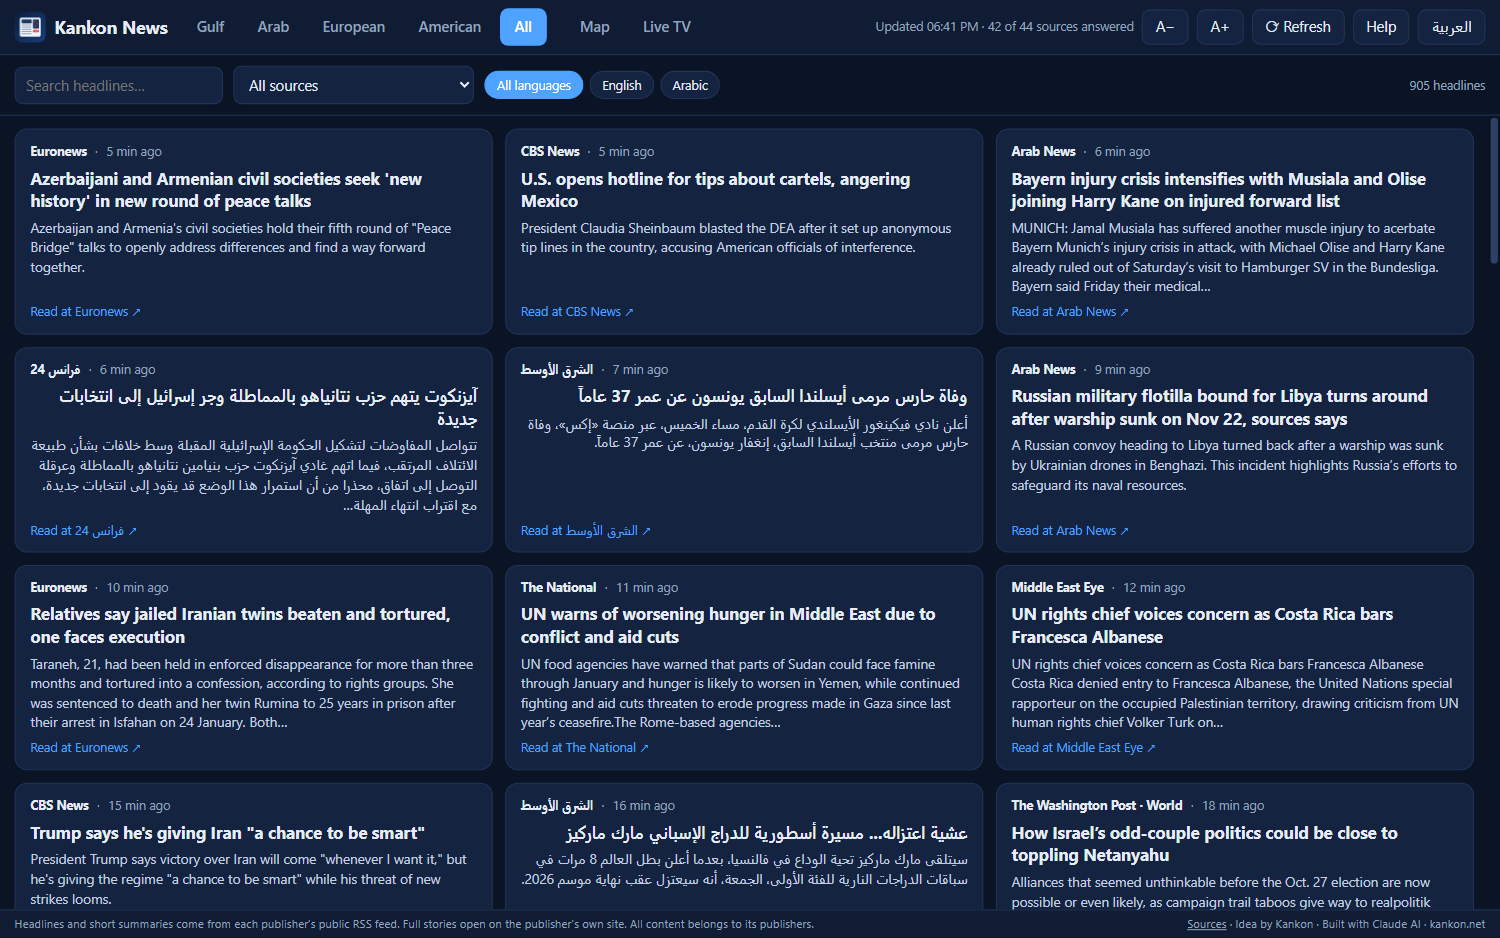 Kankon News
Gulf
Arab
European
American
All
Map
Live TV
Updated 06:41 PM · 42 of 44 sources answered
A−
A+
⟳ Refresh
Help
العربية
Search headlines...
All sources
All languages
English
Arabic
905 headlines
Euronews · 5 min ago
Azerbaijani and Armenian civil societies seek 'new
history' in new round of peace talks
Azerbaijan and Armenia's civil societies hold their fifth round of "Peace
Bridge" talks to openly address differences and find a way forward
together.
Read at Euronews ↗
CBS News · 5 min ago
U.S. opens hotline for tips about cartels, angering
Mexico
President Claudia Sheinbaum blasted the DEA after it set up anonymous
tip lines in the country, accusing American officials of interference.
Read at CBS News ↗
Arab News · 6 min ago
Bayern injury crisis intensifies with Musiala and Olise
joining Harry Kane on injured forward list
MUNICH: Jamal Musiala has suffered another muscle injury to acerbate
Bayern Munich’s injury crisis in attack, with Michael Olise and Harry Kane
already ruled out of Saturday’s visit to Hamburger SV in the Bundesliga.
Bayern said Friday their medical...
Read at Arab News ↗
فرانس 24 · 6 min ago
آيزنكوت يتهم حزب نتانياهو بالمماطلة وجر إسرائيل إلى انتخابات
جديدة
تتواصل المفاوضات لتشكيل الحكومة الإسرائيلية المقبلة وسط خلافات بشأن طبيعة
الائتلاف المرتقب، فيما اتهم غادي آيزنكوت حزب بنيامين نتانياهو بالمماطلة وعرقلة
التوصل إلى اتفاق، محذرا من أن استمرار هذا الوضع قد يقود إلى انتخابات جديدة،
مع اقتراب انتهاء المهلة...
Read at فرانس 24 ↗
الشرق الأوسط · 7 min ago
وفاة حارس مرمى أيسلندا السابق يونسون عن عمر 37 عاماً
أعلن نادي فيكينغور الأيسلندي لكرة القدم، مساء الخميس، عبر منصة «إكس»، وفاة
حارس مرمى منتخب أيسلندا السابق، إنغفار يونسون، عن عمر 37 عاماً.
Read at الشرق الأوسط ↗
Arab News · 9 min ago
Russian military flotilla bound for Libya turns around
after warship sunk on Nov 22, sources says
A Russian convoy heading to Libya turned back after a warship was sunk
by Ukrainian drones in Benghazi. This incident highlights Russia’s efforts to
safeguard its naval resources.
Read at Arab News ↗
Euronews · 10 min ago
Relatives say jailed Iranian twins beaten and tortured,
one faces execution
Taraneh, 21, had been held in enforced disappearance for more than three
months and tortured into a confession, according to rights groups. She
was sentenced to death and her twin Rumina to 25 years in prison after
their arrest in Isfahan on 24 January. Both...
Read at Euronews ↗
The National · 11 min ago
UN warns of worsening hunger in Middle East due to
conflict and aid cuts
UN food agencies have warned that parts of Sudan could face famine
through January and hunger is likely to worsen in Yemen, while continued
fighting and aid cuts threaten to erode progress made in Gaza since last
year’s ceasefire.The Rome-based agencies...
Read at The National ↗
Middle East Eye · 12 min ago
UN rights chief voices concern as Costa Rica bars
Francesca Albanese
UN rights chief voices concern as Costa Rica bars Francesca Albanese
Costa Rica denied entry to Francesca Albanese, the United Nations special
rapporteur on the occupied Palestinian territory, drawing criticism from UN
human rights chief Volker Turk on...
Read at Middle East Eye ↗
CBS News · 15 min ago
Trump says he's giving Iran "a chance to be smart"
President Trump says victory over Iran will come "whenever I want it," but
he's giving the regime "a chance to be smart" while his threat of new
strikes looms.
الشرق الأوسط · 16 min ago
عشية اعتزاله... مسيرة أسطورية للدراج الإسباني مارك ماركيز
سيتلقى مارك ماركيز تحية الوداع في فالنسيا، بعدما أعلن بطل العالم 8 مرات في
سباقات الدراجات النارية للفئة الأولى، الجمعة، أنه سيعتزل عقب نهاية موسم 2026.
The Washington Post · World · 18 min ago
How Israel’s odd-couple politics could be close to
toppling Netanyahu
Alliances that seemed unthinkable before the Oct. 27 election are now
possible or even likely, as campaign trail taboos give way to realpolitik
Headlines and short summaries come from each publisher's public RSS feed. Full stories open on the publisher's own site. All content belongs to its publishers.
Sources · Idea by Kankon · Built with Claude AI · kankon.net